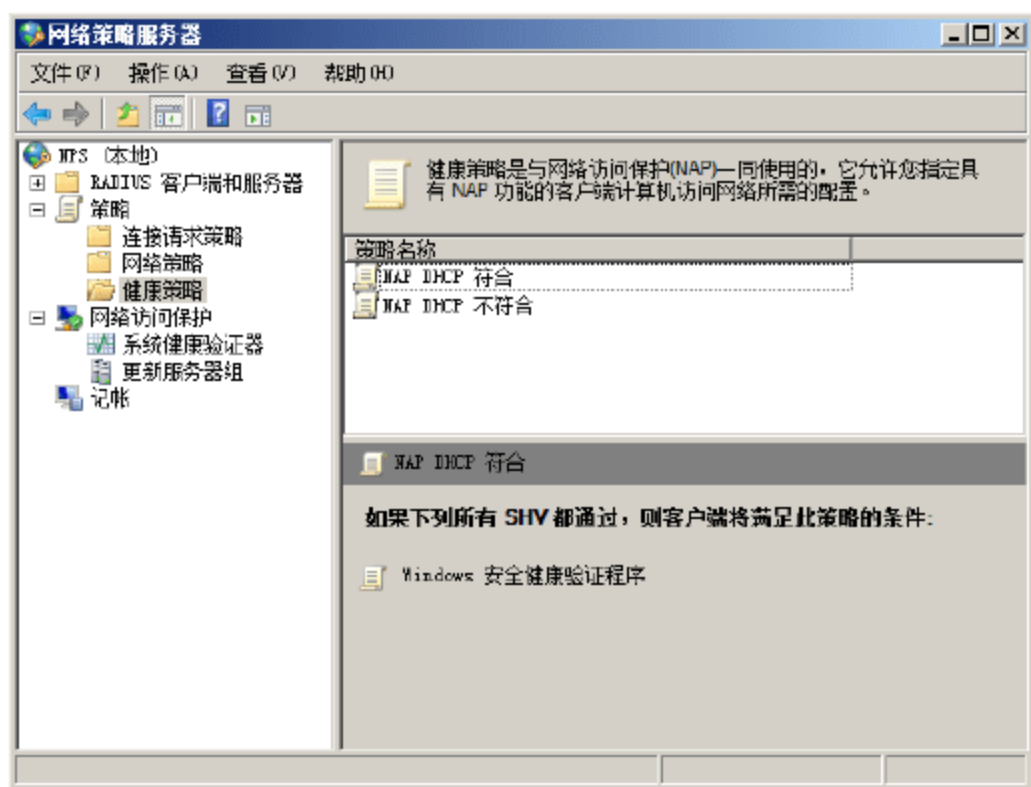 网络策略服务器
文件(F) 操作(A) 查看(V) 帮助(H)
NPS (本地)
RADIUS 客户端和服务器
策略
连接请求策略
网络策略
健康策略
网络访问保护
系统健康验证器
更新服务器组
记帐
健康策略是与网络访问保护(NAP)一同使用的,它允许您指定具
有 NAP 功能的客户端计算机访问网络所需的配置。
策略名称
NAP DHCP 符合
NAP DHCP 不符合
NAP DHCP 符合
如果下列所有 SHV 都通过,则客户端将满足此策略的条件:
Windows 安全健康验证程序